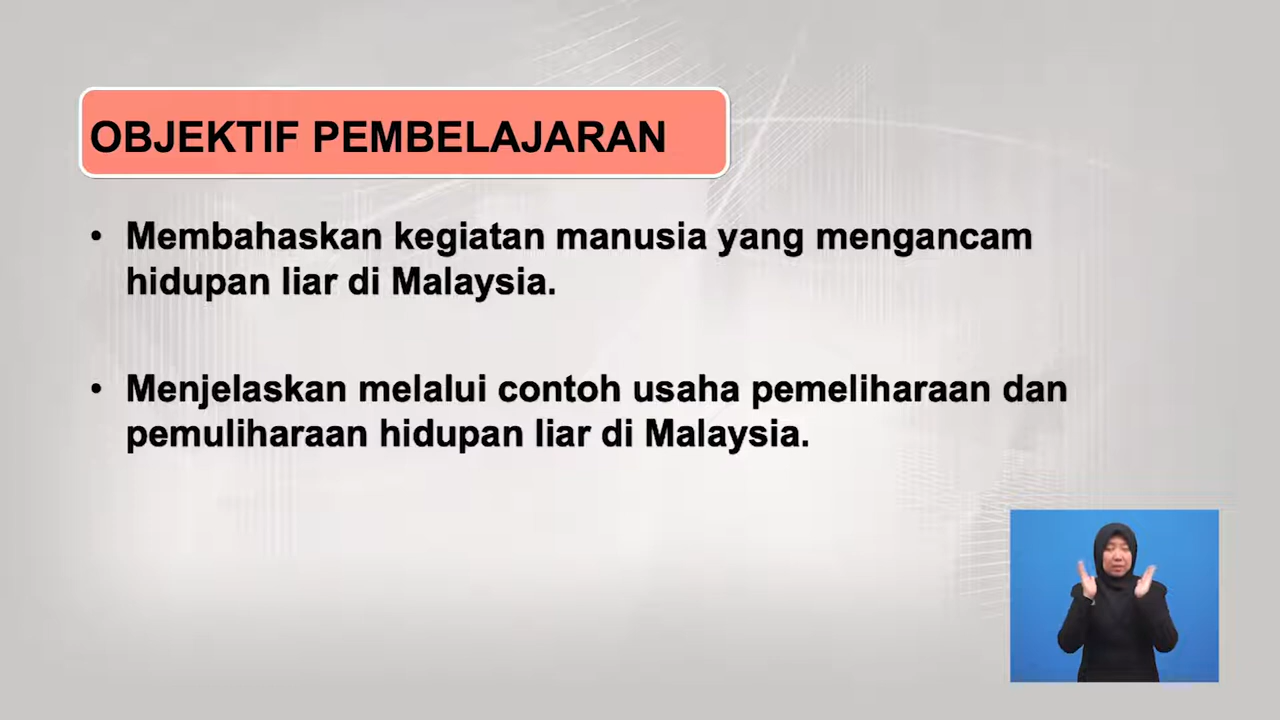 OBJEKTIF PEMBELAJARAN
• Membahaskan kegiatan manusia yang mengancam
hidupan liar di Malaysia.
• Menjelaskan melalui contoh usaha pemeliharaan dan
pemuliharaan hidupan liar di Malaysia.